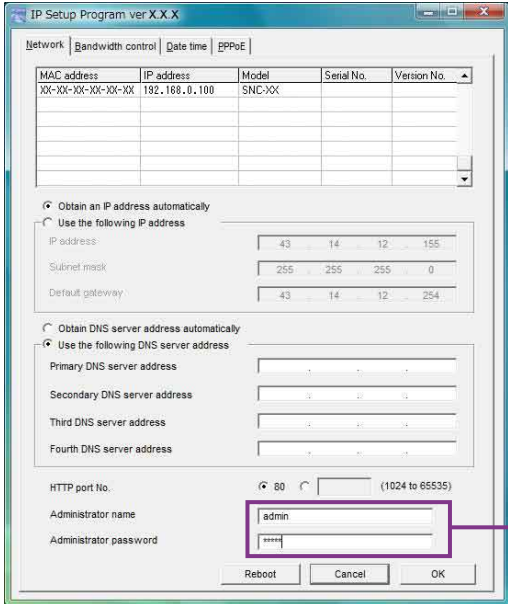 IP Setup Program ver X.X.X
Network Bandwidth control Date time PPPoE
MAC address IP address Model Serial No. Version No.
XX-XX-XX-XX-XX-XX 192.168.0.100 SNC-XX
Obtain an IP address automatically
Use the following IP address
IP address 43 . 14 . 12 . 155
Subnet mask 255 . 255 . 255 . 0
Default gateway 43 . 14 . 12 . 254
Obtain DNS server address automatically
Use the following DNS server address
Primary DNS server address . . .
Secondary DNS server address . . .
Third DNS server address . . .
Fourth DNS server address . . .
HTTP port No. 80 (1024 to 65535)
Administrator name admin
Administrator password *****
Reboot Cancel OK